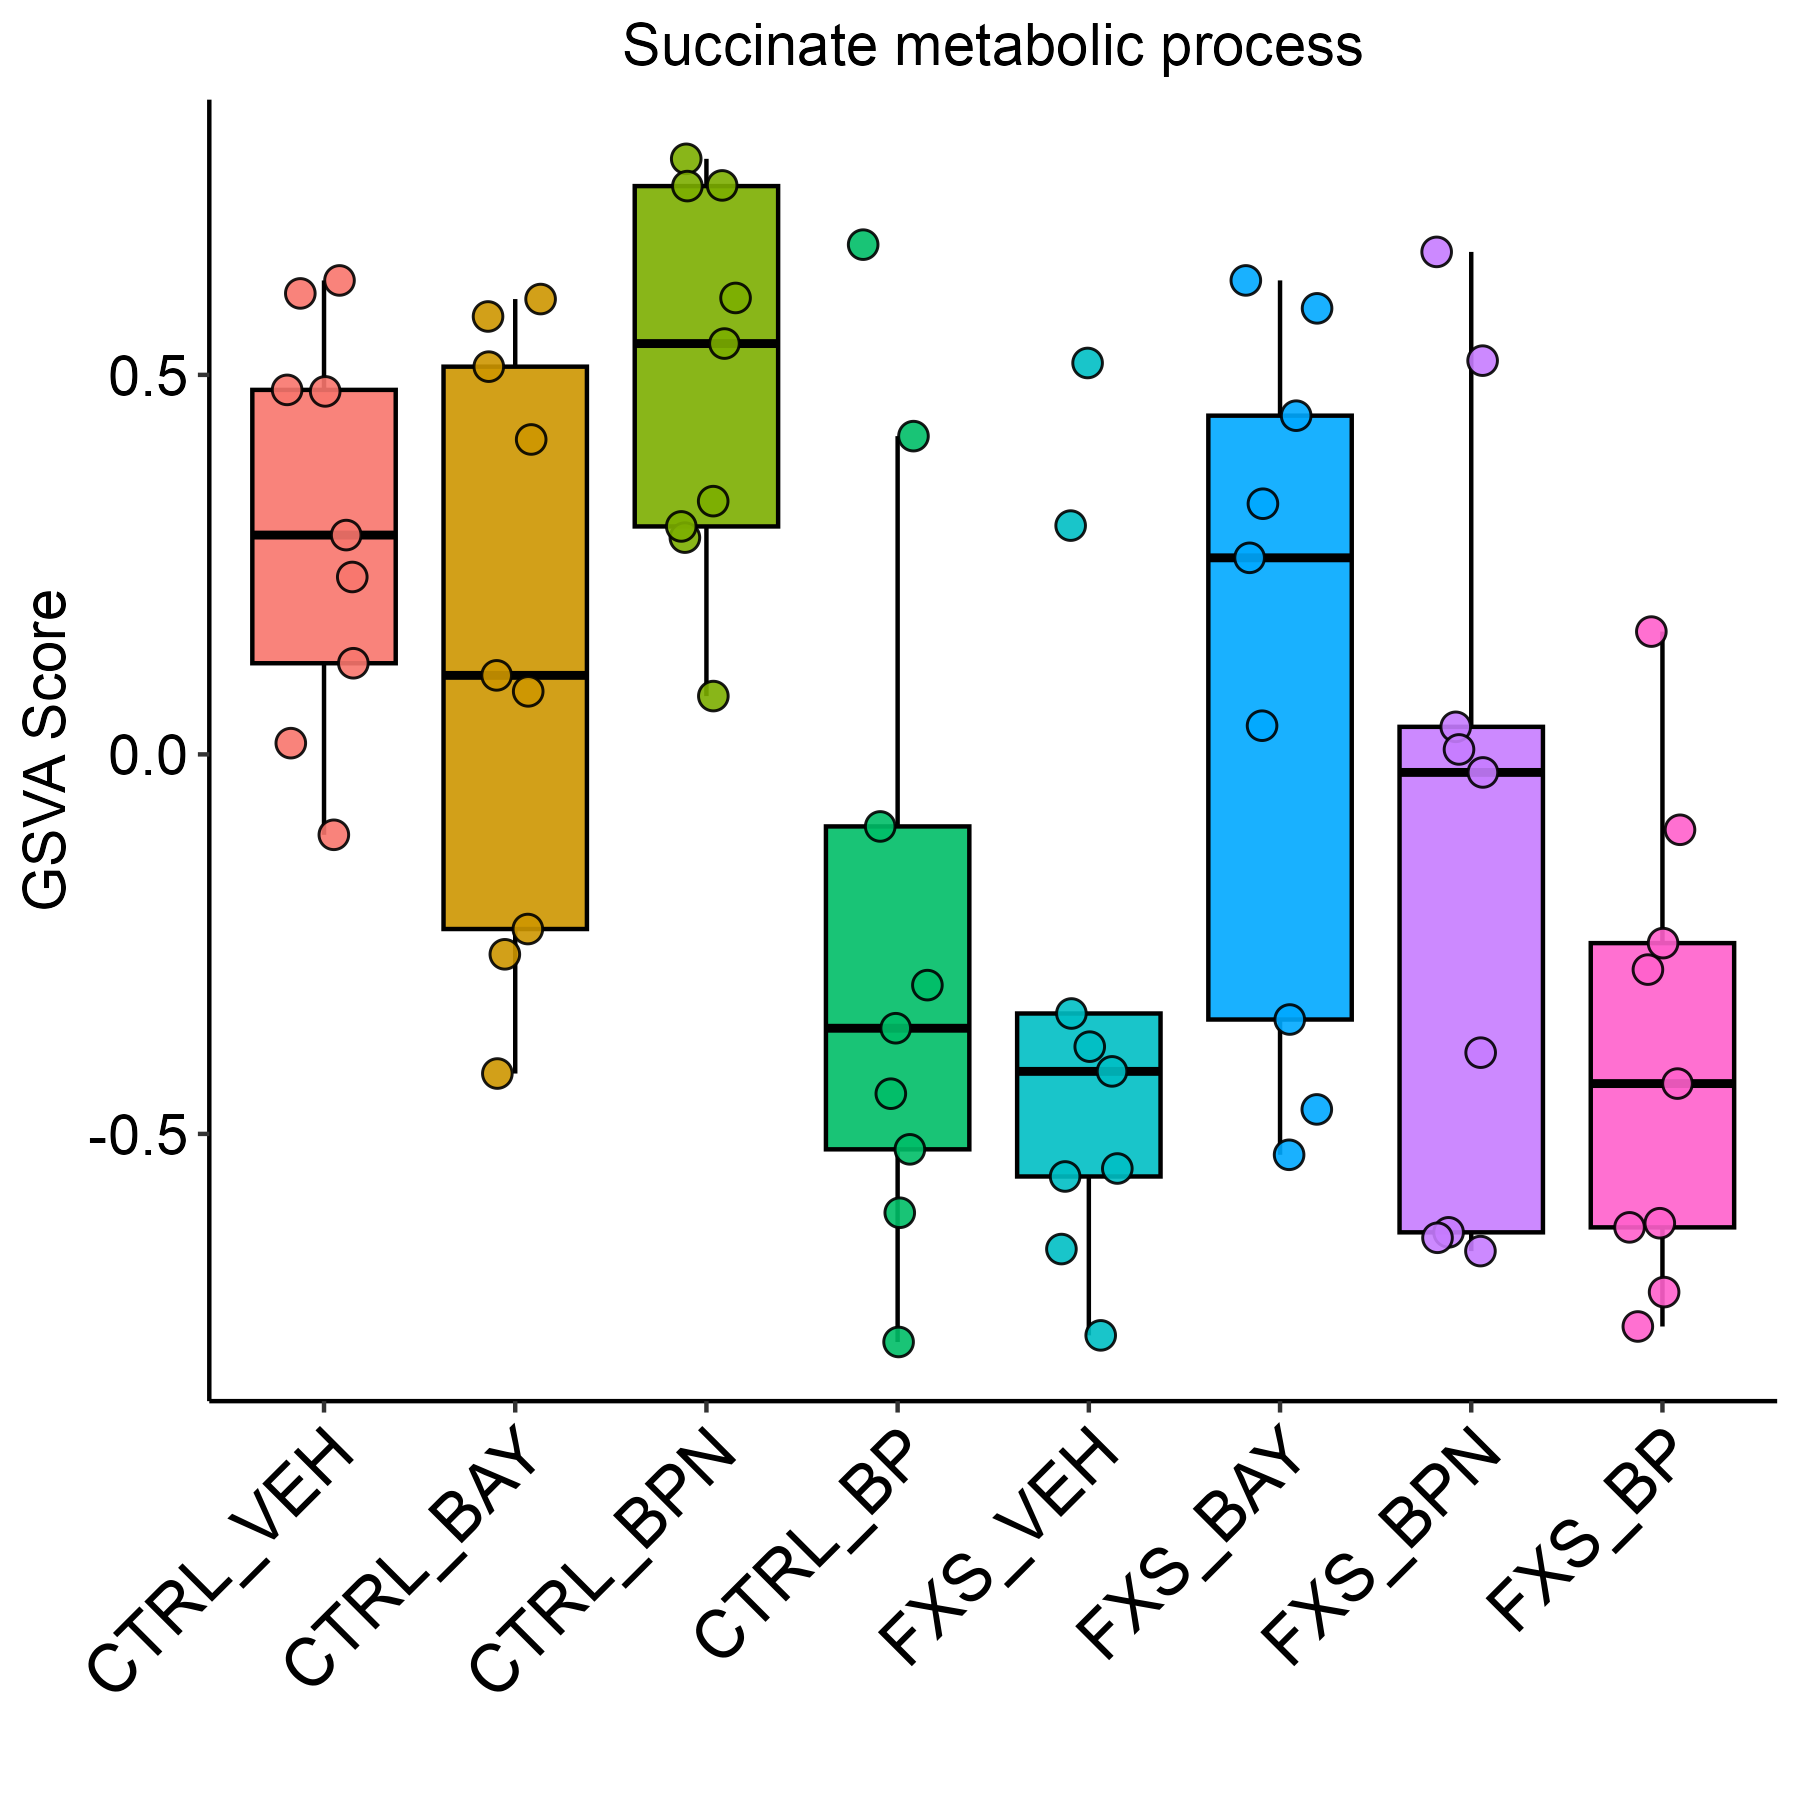 Succinate metabolic process
GSVA Score
0.5
0.0
-0.5
CTRL_VEH
CTRL_BAY
CTRL_BPN
CTRL_BP
FXS_VEH
FXS_BAY
FXS_BPN
FXS_BP